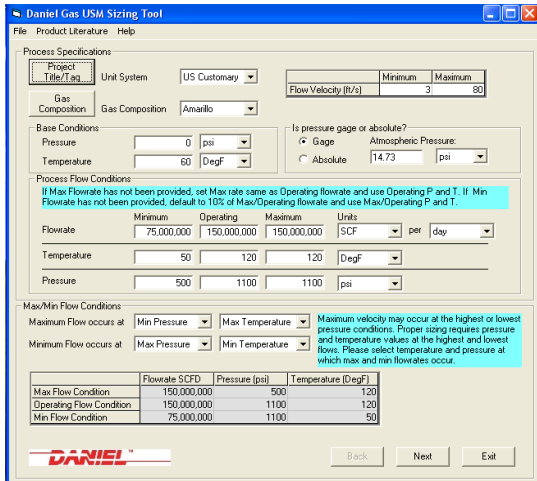 Daniel Gas USM Sizing Tool
File Product Literature Help
Process Specifications
Project Title/Tag Unit System US Customary
Minimum Maximum
Flow Velocity (ft/s) 3 80
Gas Composition Gas Composition Amarillo
Base Conditions
Pressure 0 psi
Temperature 60 DegF
Is pressure gage or absolute?
Gage Atmospheric Pressure:
Absolute 14.73 psi
Process Flow Conditions
If Max Flowrate has not been provided, set Max rate same as Operating flowrate and use Operating P and T. If Min
Flowrate has not been provided, default to 10% of Max/Operating flowrate and use Max/Operating P and T.
Minimum Operating Maximum Units
Flowrate 75,000,000 150,000,000 150,000,000 SCF per day
Temperature 50 120 120 DegF
Pressure 500 1100 1100 psi
Max/Min Flow Conditions
Maximum Flow occurs at Min Pressure Max Temperature
Minimum Flow occurs at Max Pressure Min Temperature
Maximum velocity may occur at the highest or lowest
pressure conditions. Proper sizing requires pressure
and temperature values at the highest and lowest
flows. Please select temperature and pressure at
which max and min flowrates occur.
Flowrate SCFD Pressure (psi) Temperature (DegF)
Max Flow Condition 150,000,000 500 120
Operating Flow Condition 150,000,000 1100 120
Min Flow Condition 75,000,000 1100 50
DANIEL Back Next Exit